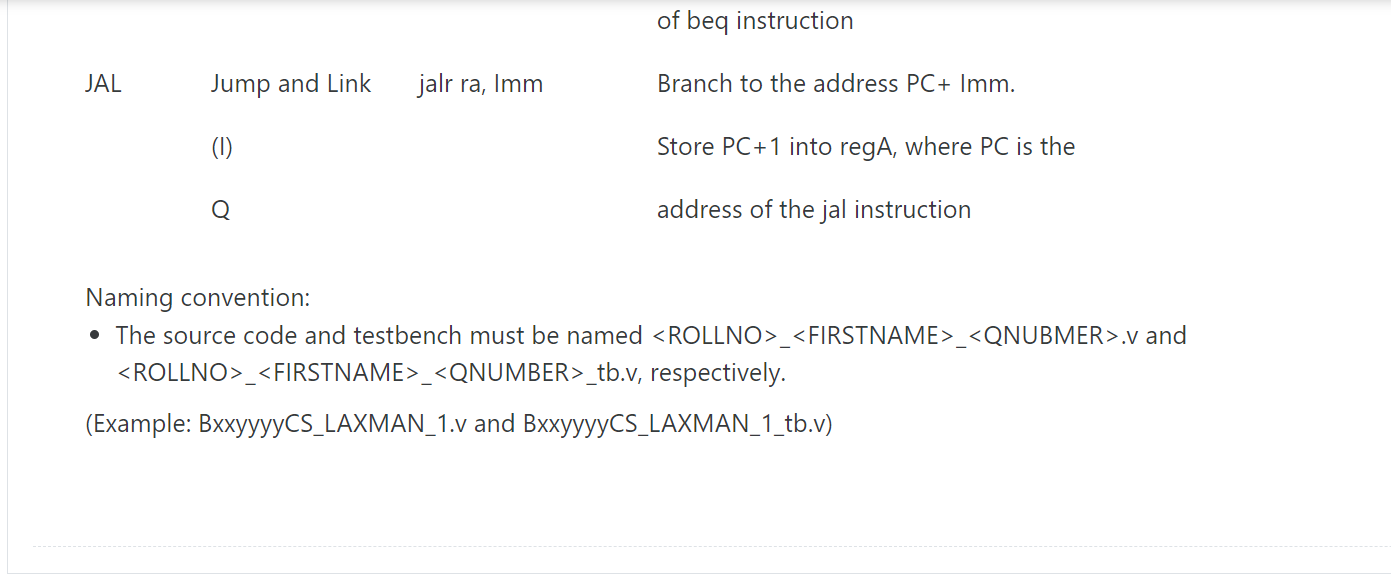 of beq instruction
JAL Jump and Link jalr ra, Imm Branch to the address PC+ Imm.
(I) Store PC+1 into regA, where PC is the
Q address of the jal instruction
Naming convention:
• The source code and testbench must be named <ROLLNO>_<FIRSTNAME>_<QNUBMER>.v and
<ROLLNO>_<FIRSTNAME>_<QNUMBER>_tb.v, respectively.
(Example: BxxyyyyCS_LAXMAN_1.v and BxxyyyyCS_LAXMAN_1_tb.v)